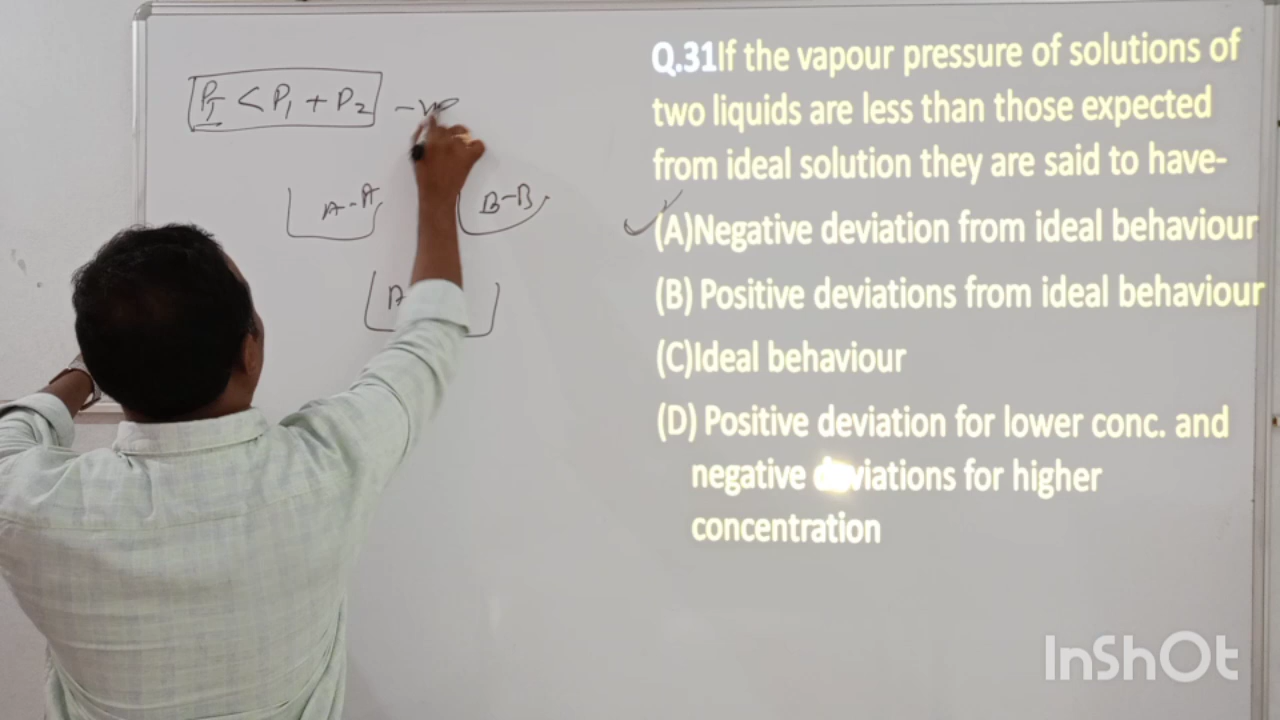 P_T < P_1 + P_2 -ve
A-A B-B
A
Q.31If the vapour pressure of solutions of
two liquids are less than those expected
from ideal solution they are said to have-
(A)Negative deviation from ideal behaviour
(B) Positive deviations from ideal behaviour
(C)Ideal behaviour
(D) Positive deviation for lower conc. and
negative deviations for higher
concentration
InShOt